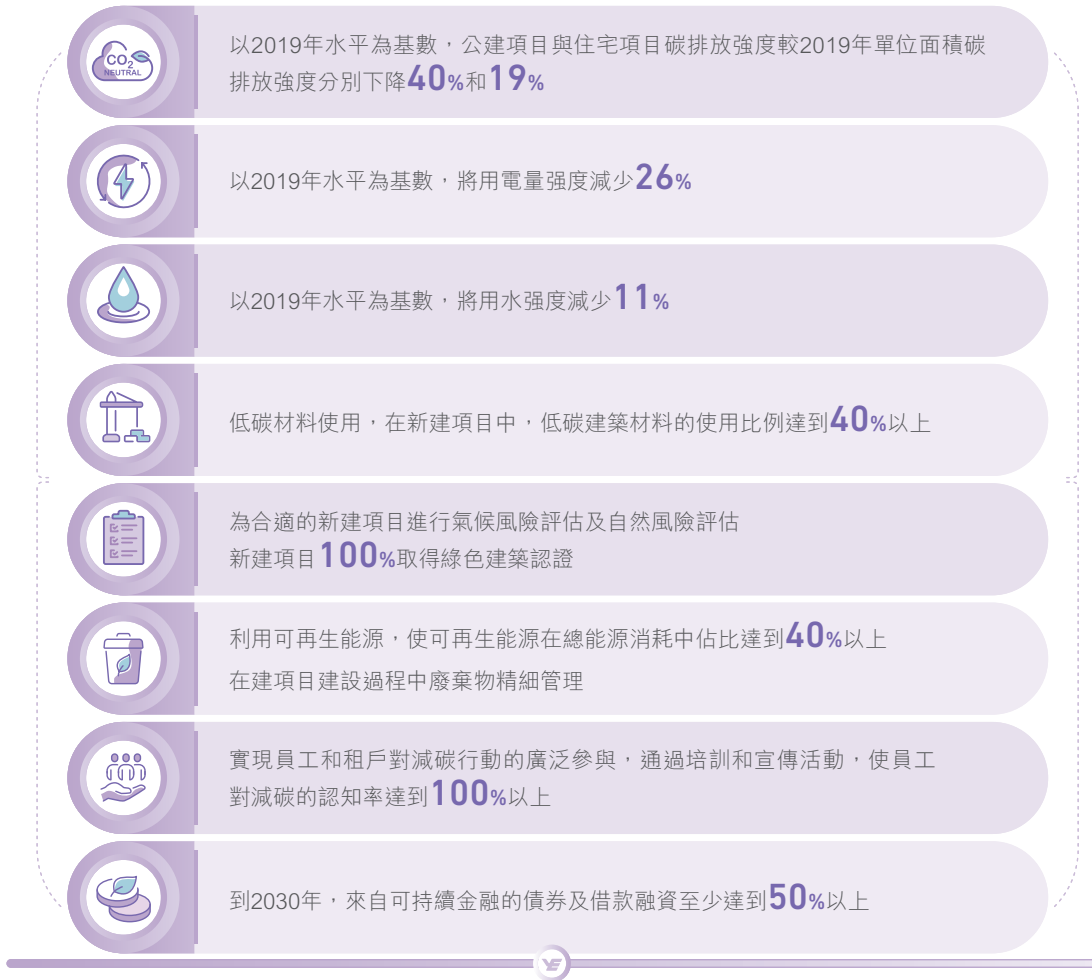 CO2
NEUTRAL
以2019年水平為基數，公建項目與住宅項目碳排放強度較2019年單位面積碳
排放強度分別下降40%和19%
以2019年水平為基數，將用電量强度減少26%
以2019年水平為基數，將用水强度減少11%
低碳材料使用，在新建項目中，低碳建築材料的使用比例達到40%以上
為合適的新建項目進行氣候風險評估及自然風險評估
新建項目100%取得綠色建築認證
利用可再生能源，使可再生能源在總能源消耗中佔比達到40%以上
在建項目建設過程中廢棄物精細管理
實現員工和租戶對減碳行動的廣泛參與，通過培訓和宣傳活動，使員工
對減碳的認知率達到100%以上
到2030年，來自可持續金融的債券及借款融資至少達到50%以上